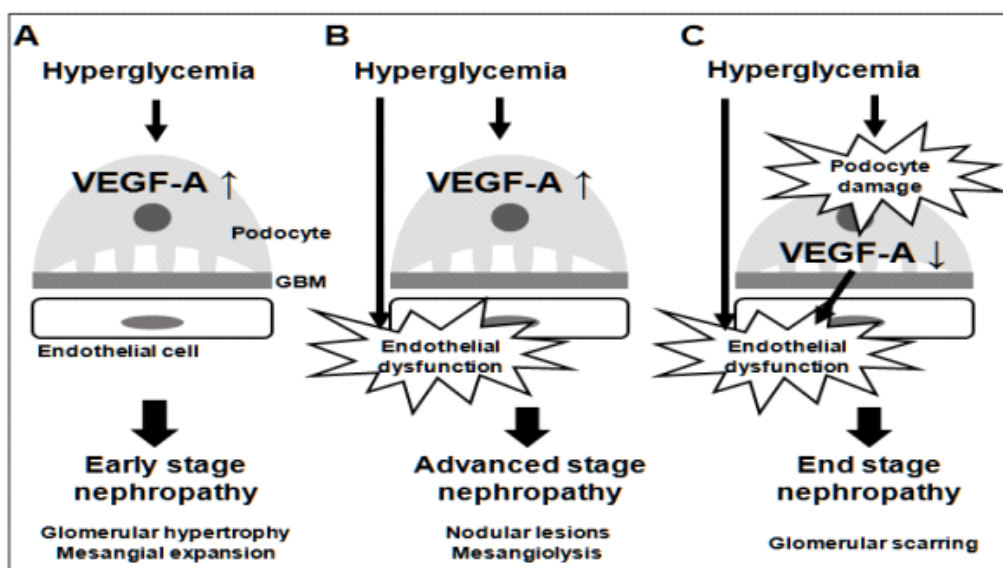 A
Hyperglycemia
VEGF-A ↑
Podocyte
GBM
Endothelial cell
Early stage
nephropathy
Glomerular hypertrophy
Mesangial expansion
B
Hyperglycemia
VEGF-A ↑
Endothelial
dysfunction
Advanced stage
nephropathy
Nodular lesions
Mesangiolysis
C
Hyperglycemia
Podocyte
damage
VEGF-A ↓
Endothelial
dysfunction
End stage
nephropathy
Glomerular scarring